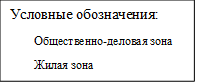 Условные обозначения:
Общественно-деловая зона
Жилая зона